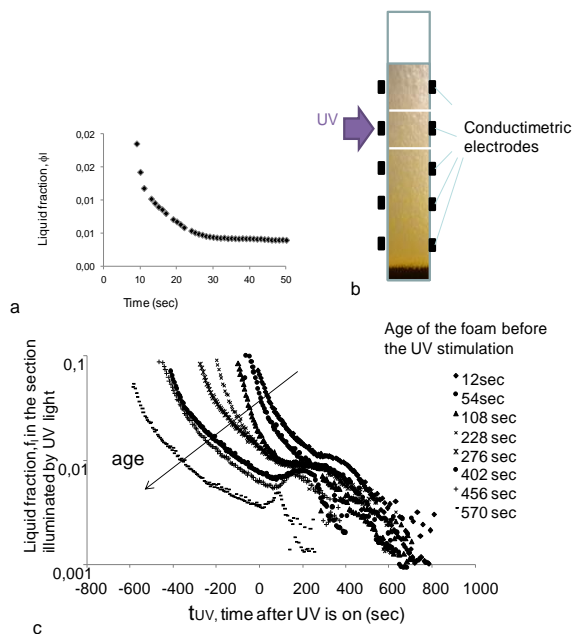 a
Liquid fraction, ϕl
0,02
0,02
0,01
0,01
0,00
0
10
20
30
40
50
Time (sec)
UV
Conductimetric
electrodes
b
Age of the foam before
the UV stimulation
12sec
54sec
108 sec
228 sec
276 sec
402 sec
456 sec
570 sec
Liquid fraction,fl in the section
illuminated by UV light
0,1
0,01
0,001
age
-800 -600 -400 -200 0 200 400 600 800 1000
tUV, time after UV is on (sec)
c